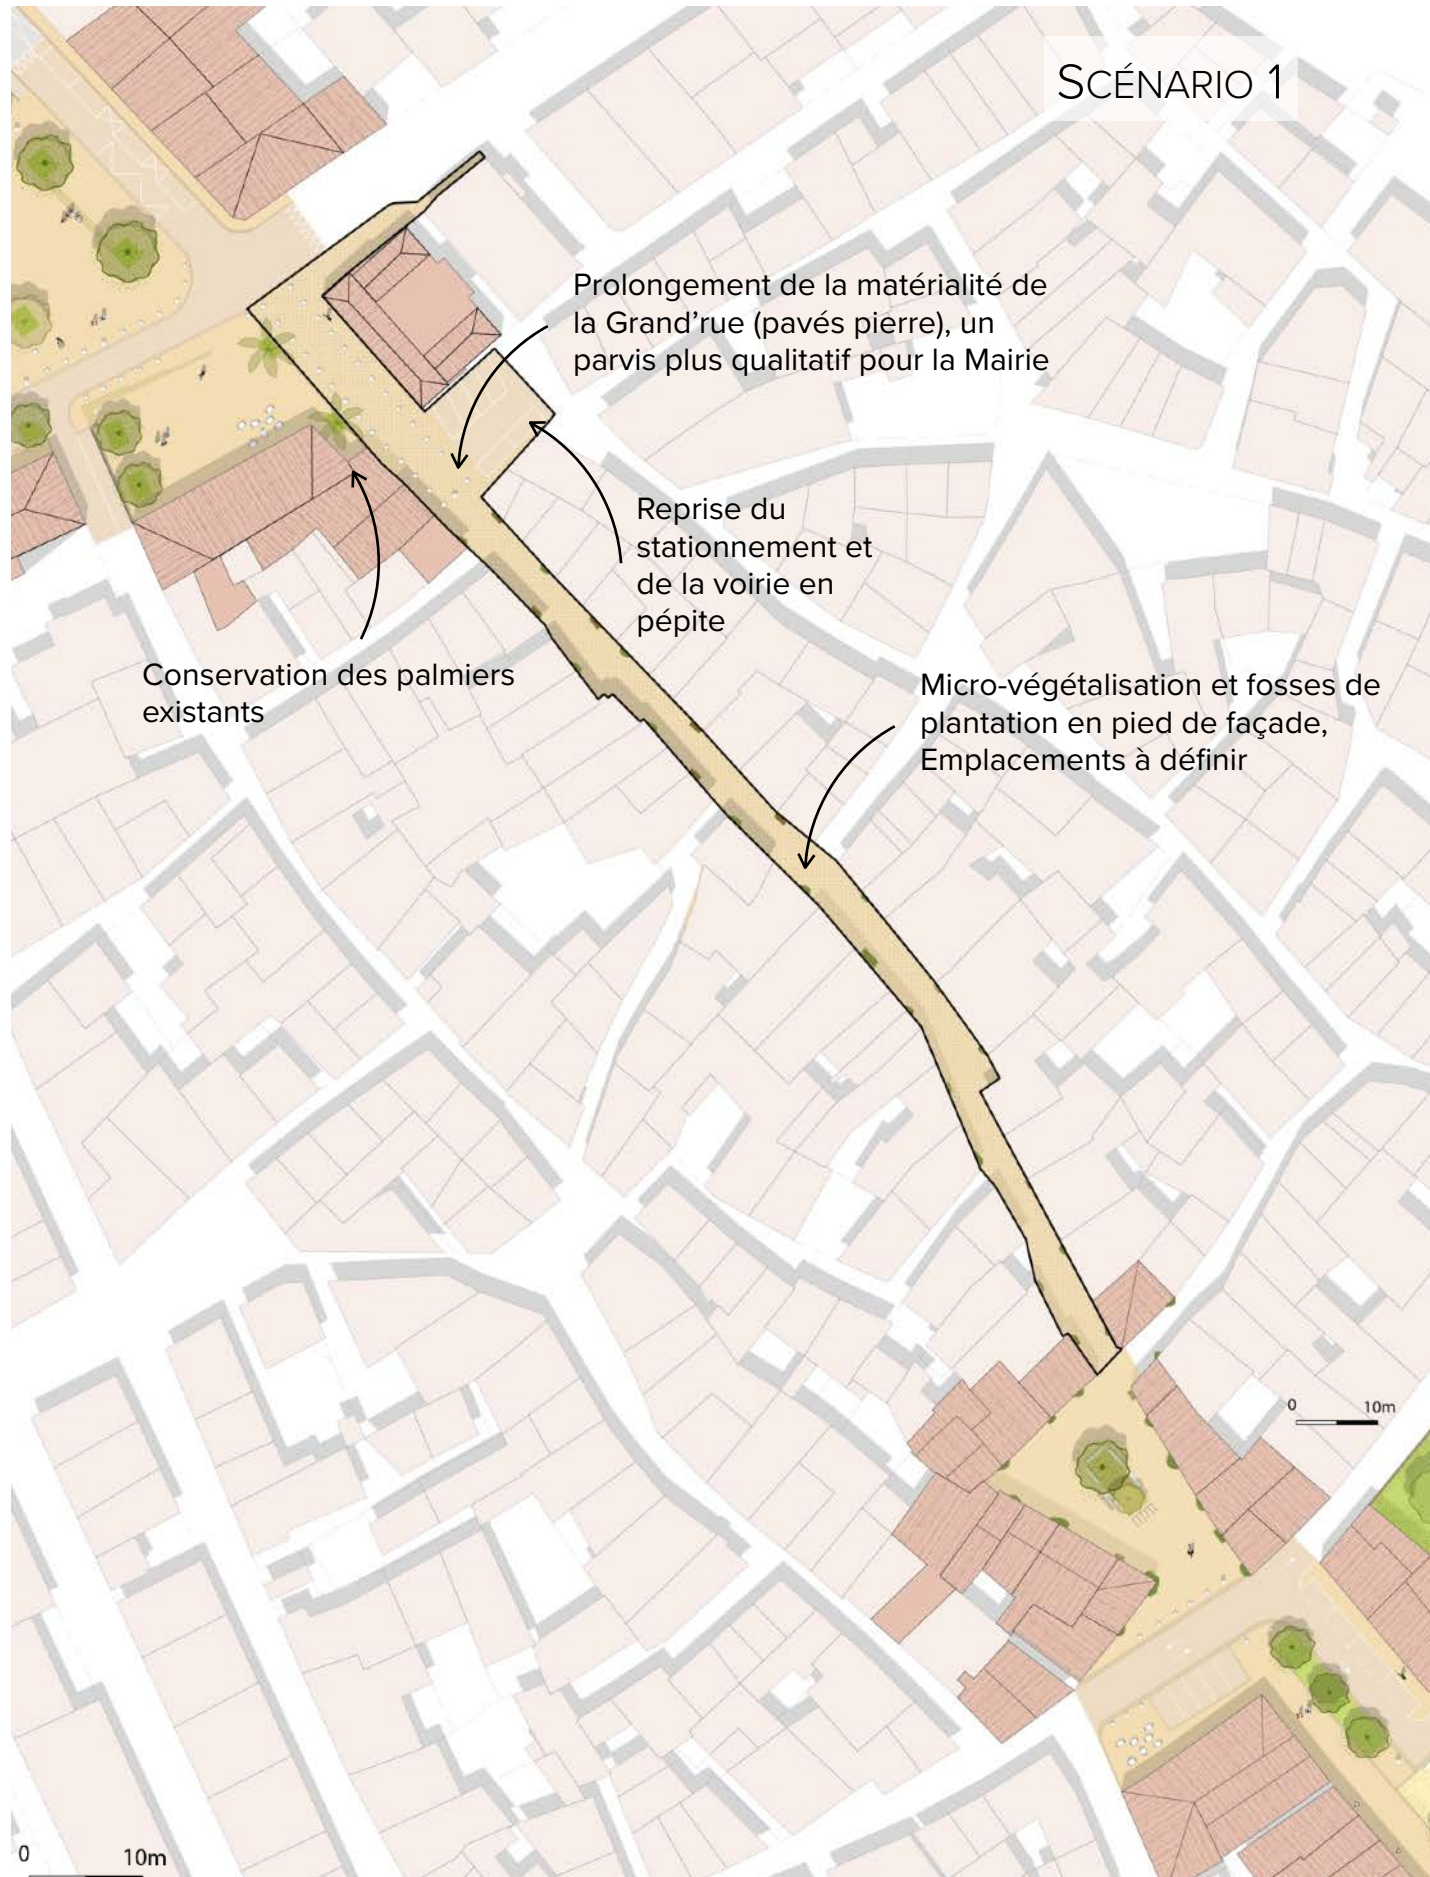 SCÉNARIO 1
Prolongement de la matérialité de
la Grand'rue (pavés pierre), un
parvis plus qualitatif pour la Mairie
Reprise du
stationnement et
de la voirie en
pépite
Conservation des palmiers
existants
Micro-végétalisation et fosses de
plantation en pied de façade,
Emplacements à définir
0 10m
0 10m